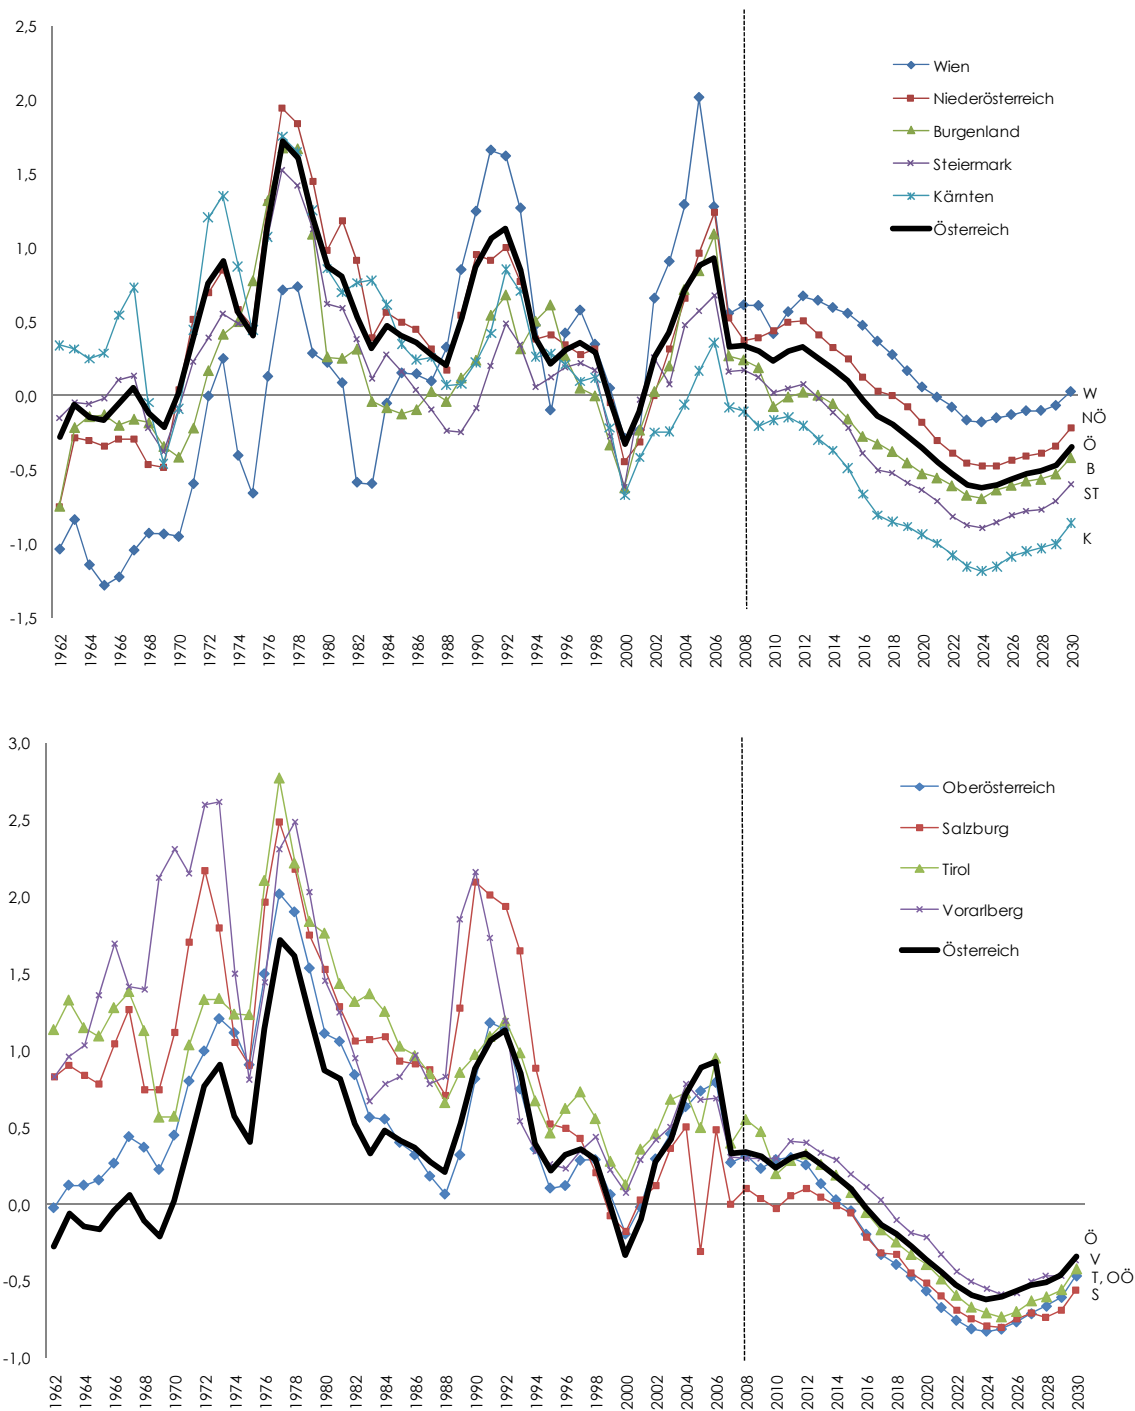 2,5
2,0
1,5
1,0
0,5
0,0
-0,5
-1,0
-1,5
Wien
Niederösterreich
Burgenland
Steiermark
Kärnten
Österreich
W
NÖ
Ö
B
ST
K
1962 1964 1966 1968 1970 1972 1974 1976 1978 1980 1982 1984 1986 1988 1990 1992 1994 1996 1998 2000 2002 2004 2006 2008 2010 2012 2014 2016 2018 2020 2022 2024 2026 2028 2030
3,0
2,5
2,0
1,5
1,0
0,5
0,0
-0,5
-1,0
Oberösterreich
Salzburg
Tirol
Vorarlberg
Österreich
Ö
V
T, OÖ
S
1962 1964 1966 1968 1970 1972 1974 1976 1978 1980 1982 1984 1986 1988 1990 1992 1994 1996 1998 2000 2002 2004 2006 2008 2010 2012 2014 2016 2018 2020 2022 2024 2026 2028 2030